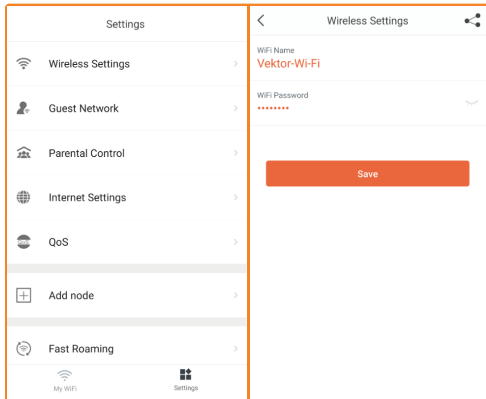 Settings
Wireless Settings
Guest Network
Parental Control
Internet Settings
QoS
Add node
Fast Roaming
My WiFi
Settings
Wireless Settings
WiFi Name
Vektor-Wi-Fi
WiFi Password
••••••••
Save